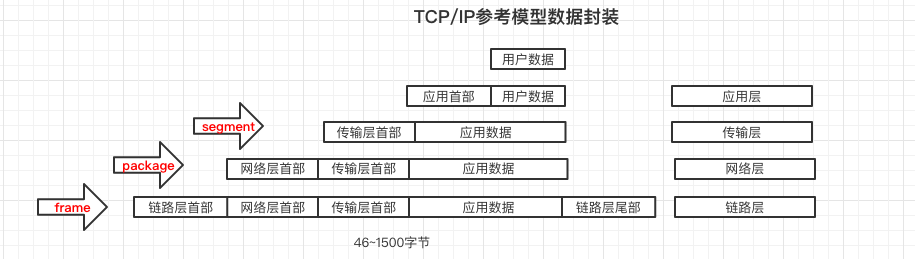 TCP/IP参考模型数据封装
用户数据
应用首部 用户数据 应用层
segment 传输层首部 应用数据 传输层
package 网络层首部 传输层首部 应用数据 网络层
frame 链路层首部 网络层首部 传输层首部 应用数据 链路层尾部 链路层
46~1500字节